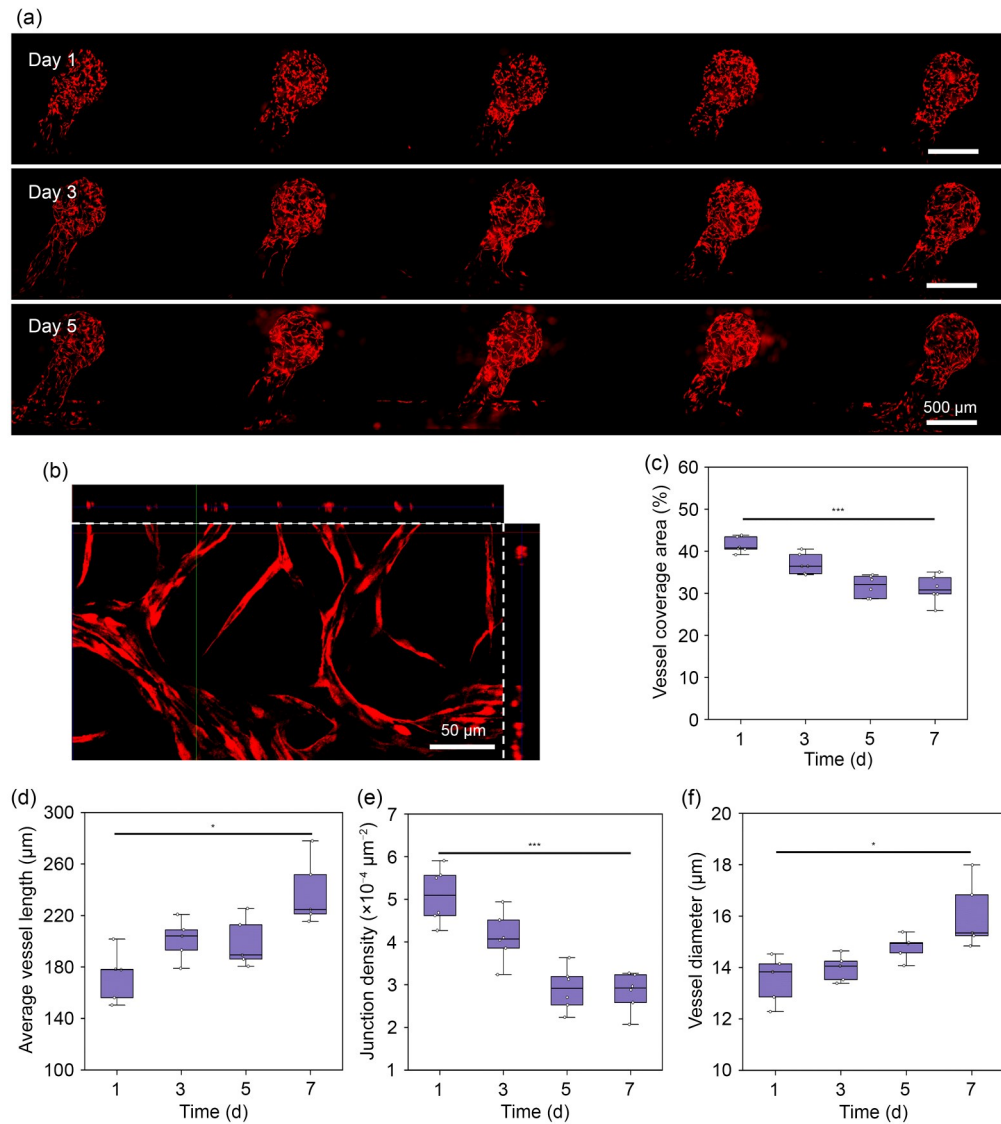 (a)
Day 1
Day 3
Day 5
500 μm
(b)
50 μm
(c)
Vessel coverage area (%)
60
50
40
30
20
10
0
***
1 3 5 7
Time (d)
(d)
Average vessel length (μm)
300
260
220
180
140
100
*
1 3 5 7
Time (d)
(e)
Junction density (×10⁻⁴ μm⁻²)
7
6
5
4
3
2
1
***
1 3 5 7
Time (d)
(f)
Vessel diameter (μm)
20
18
16
14
12
10
*
1 3 5 7
Time (d)